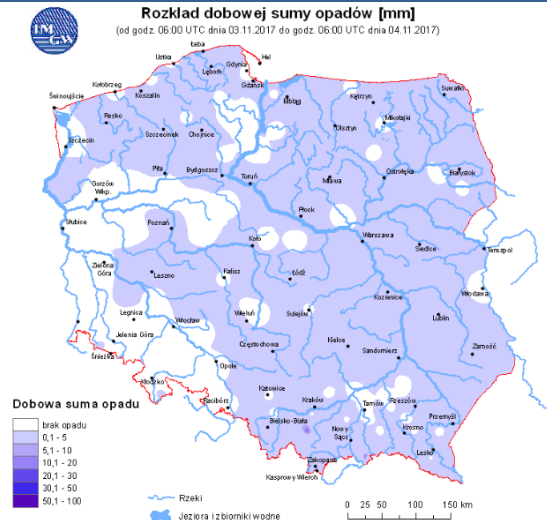 Rozkład dobowej sumy opadów [mm]
(od godz. 06:00 UTC dnia 03.11.2017 do godz. 06:00 UTC dnia 04.11.2017)
IM
GW
Łeba
Ustka
Lębork
Gdynia
Hel
Gdańsk
Kołobrzeg
Koszalin
Świnoujście
Elbląg
Kętrzyn
Suwałki
Resko
Szczecinek
Chojnice
Olsztyn
Mikołajki
Szczecin
Piła
Bydgoszcz
Toruń
Mława
Ostrołęka
Białystok
Gorzów
Wlkp.
Płock
Słubice
Poznań
Koło
Warszawa
Siedlce
Terespol
Zielona
Góra
Leszno
Kalisz
Łódź
Kozienice
Włodawa
Legnica
Wrocław
Wieluń
Sulejów
Lublin
Jelenia Góra
Śnieżka
Częstochowa
Kielce
Sandomierz
Zamość
Opole
Kłodzko
Racibórz
Katowice
Kraków
Tarnów
Rzeszów
Bielsko-Biała
Nowy
Sącz
Krosno
Przemyśl
Lesko
Zakopane
Kasprowy Wierch
Dobowa suma opadu
brak opadu
0,1 - 5
5,1 - 10
10,1 - 20
20,1 - 30
30,1 - 50
50,1 - 100
Rzeki
Jeziora i zbiorniki wodne
0 25 50 100 150 km